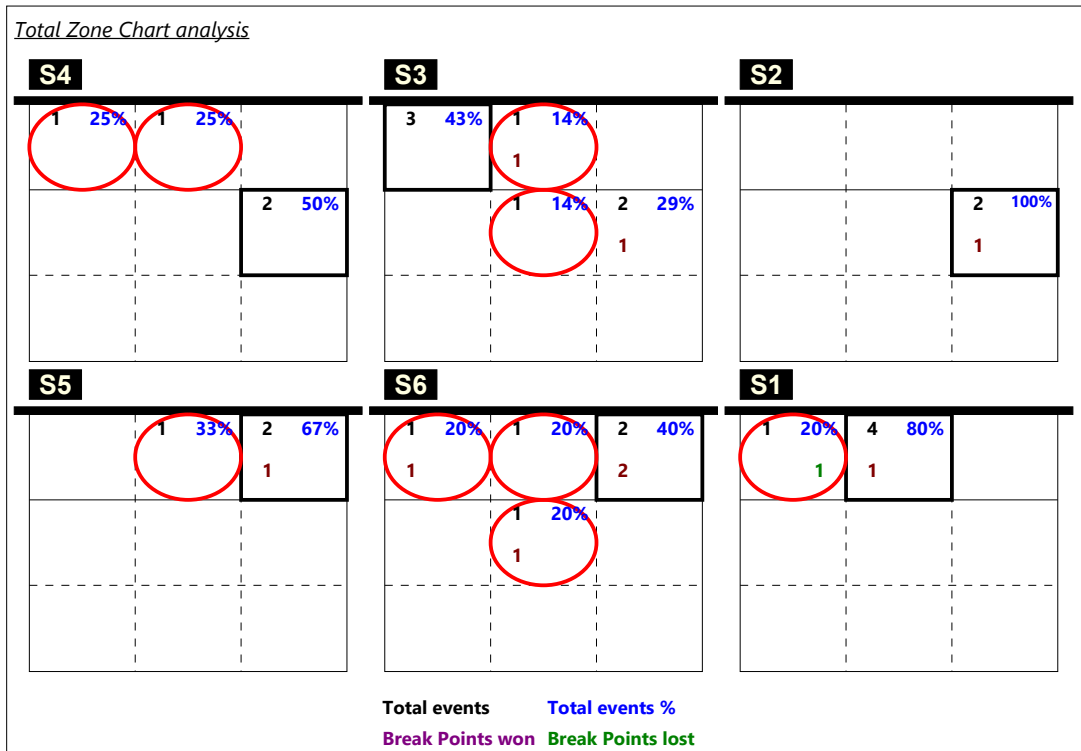 Total Zone Chart analysis
S4 S3 S2
1 25% 1 25% 3 43% 1 14%
1
2 50% 1 14% 2 29% 2 100%
1 1
S5 S6 S1
1 33% 2 67% 1 20% 1 20% 2 40% 1 20% 4 80%
1 1 2 1 1
1 20%
1
Total events Total events %
Break Points won Break Points lost